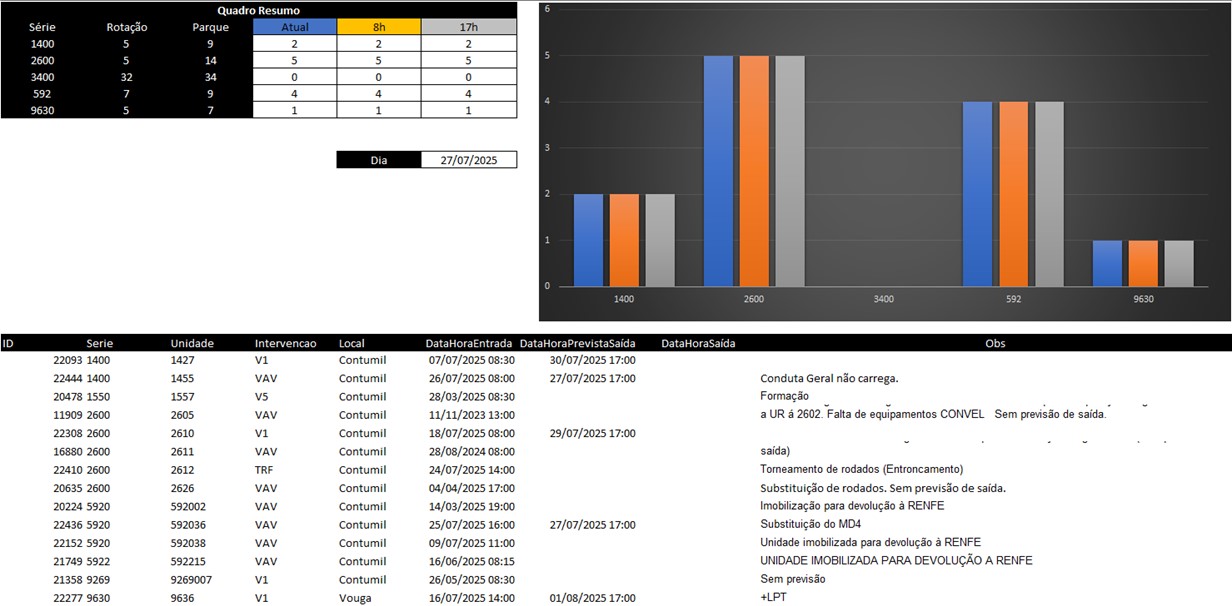 Quadro Resumo
Série Rotação Parque Atual 8h 17h
1400 5 9 2 2 2
2600 5 14 5 5 5
3400 32 34 0 0 0
592 7 9 4 4 4
9630 5 7 1 1 1
Dia 27/07/2025
6
5
4
3
2
1
0
1400 2600 3400 592 9630
ID Serie Unidade Intervencao Local DataHoraEntrada DataHoraPrevistaSaída DataHoraSaída Obs
22093 1400 1427 V1 Contumil 07/07/2025 08:30 30/07/2025 17:00
22444 1400 1455 VAV Contumil 26/07/2025 08:00 27/07/2025 17:00 Conduta Geral não carrega.
20478 1550 1557 V5 Contumil 28/03/2025 08:30 Formação
11909 2600 2605 VAV Contumil 11/11/2023 13:00 a UR á 2602. Falta de equipamentos CONVEL Sem previsão de saída.
22308 2600 2610 V1 Contumil 18/07/2025 08:00 29/07/2025 17:00
16880 2600 2611 VAV Contumil 28/08/2024 08:00 saída)
22410 2600 2612 TRF Contumil 24/07/2025 14:00 Torneamento de rodados (Entroncamento)
20635 2600 2626 VAV Contumil 04/04/2025 17:00 Substituição de rodados. Sem previsão de saída.
20224 5920 592002 VAV Contumil 14/03/2025 19:00 Imobilização para devolução à RENFE
22436 5920 592036 VAV Contumil 25/07/2025 16:00 27/07/2025 17:00 Substituição do MD4
22152 5920 592038 VAV Contumil 09/07/2025 11:00 Unidade imobilizada para devolução à RENFE
21749 5922 592215 VAV Contumil 16/06/2025 08:15 UNIDADE IMOBILIZADA PARA DEVOLUÇÃO A RENFE
21358 9269 9269007 V1 Contumil 26/05/2025 08:30 Sem previsão
22277 9630 9636 V1 Vouga 16/07/2025 14:00 01/08/2025 17:00 +LPT